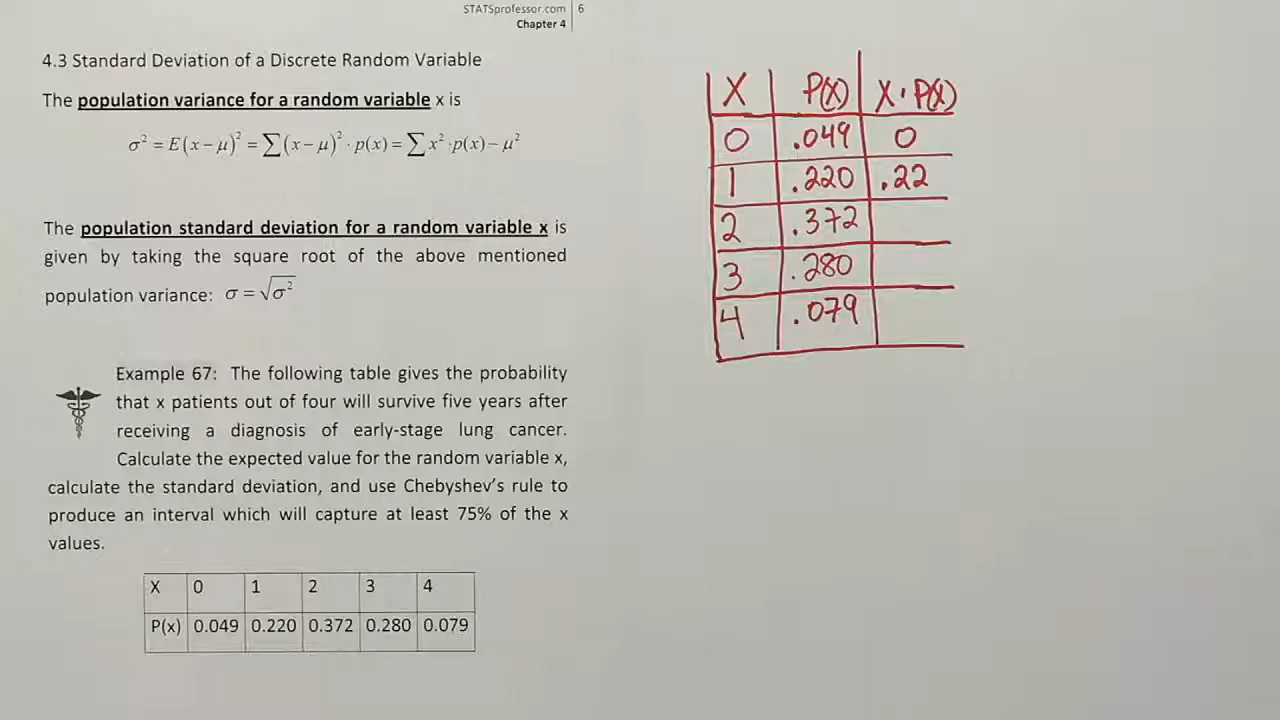 STATSprofessor.com 6
Chapter 4
4.3 Standard Deviation of a Discrete Random Variable
The population variance for a random variable x is
σ² = E(x − μ)² = ∑(x − μ)² · p(x) = ∑ x² · p(x) − μ²
The population standard deviation for a random variable x is
given by taking the square root of the above mentioned
population variance: σ = √σ²
Example 67: The following table gives the probability
that x patients out of four will survive five years after
receiving a diagnosis of early-stage lung cancer.
Calculate the expected value for the random variable x,
calculate the standard deviation, and use Chebyshev's rule to
produce an interval which will capture at least 75% of the x
values.
X 0 1 2 3 4
P(x) 0.049 0.220 0.372 0.280 0.079
X P(x) X·P(x)
0 .049 0
1 .220 .22
2 .372
3 .280
4 .079